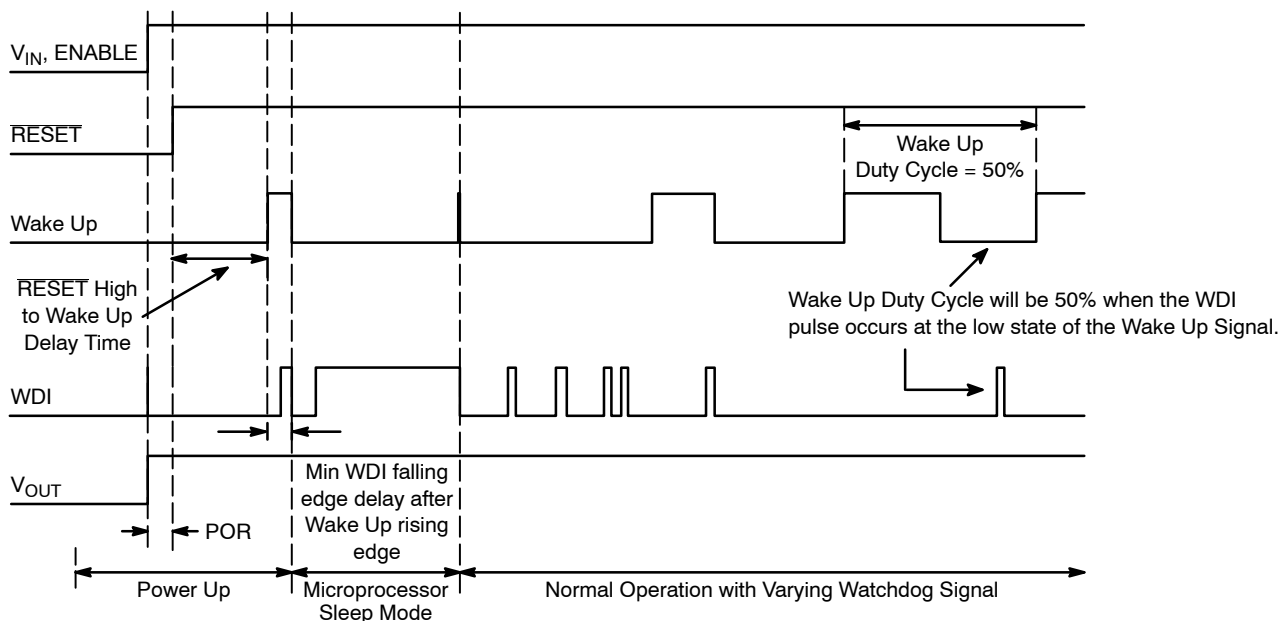 VIN, ENABLE
RESET
Wake Up
Duty Cycle = 50%
Wake Up
RESET High
to Wake Up
Delay Time
Wake Up Duty Cycle will be 50% when the WDI
pulse occurs at the low state of the Wake Up Signal.
WDI
VOUT
Min WDI falling
edge delay after
Wake Up rising
edge
POR
Power Up
Microprocessor
Sleep Mode
Normal Operation with Varying Watchdog Signal